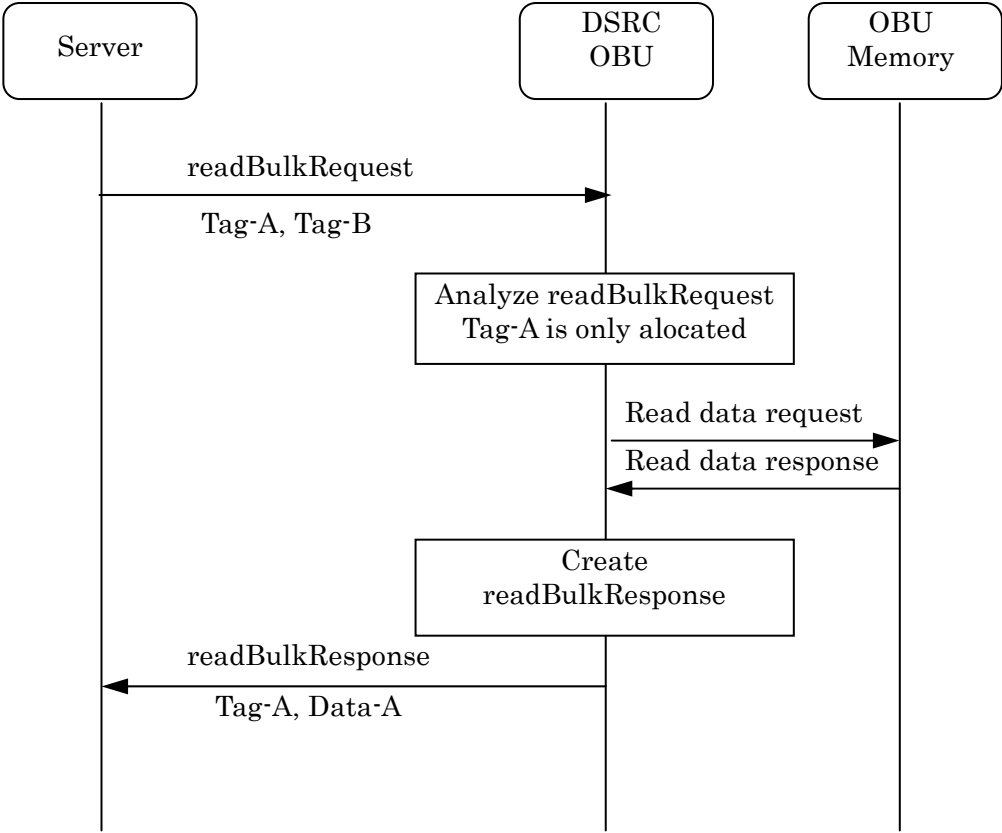 Server
DSRC
OBU
OBU
Memory
readBulkRequest
Tag-A, Tag-B
Analyze readBulkRequest
Tag-A is only alocated
Read data request
Read data response
Create
readBulkResponse
readBulkResponse
Tag-A, Data-A